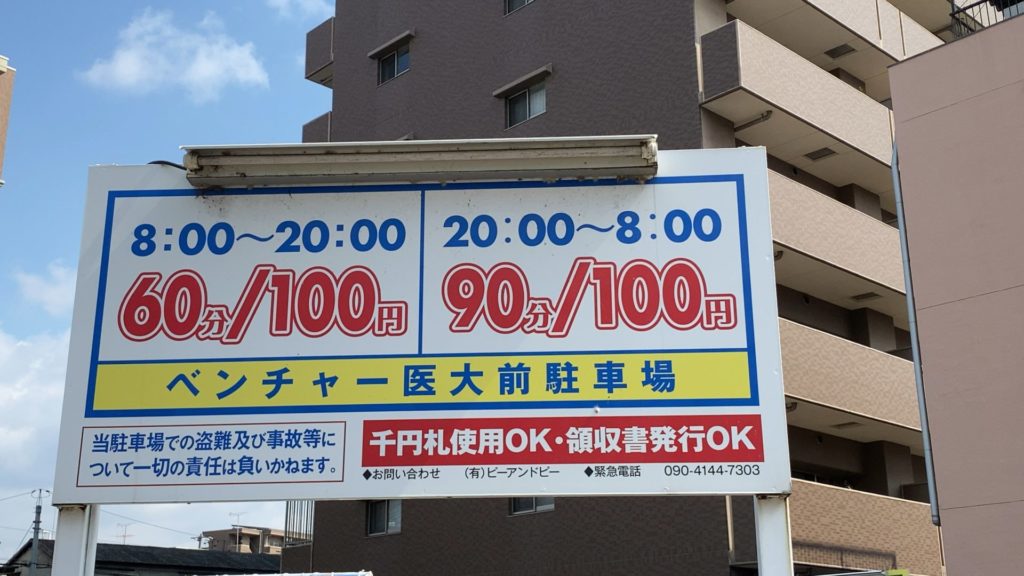 8:00～20:00
60分/100円
20:00～8:00
90分/100円
ベンチャー医大前駐車場
当駐車場での盗難及び事故等に
ついて一切の責任は負いかねます。
千円札使用OK・領収書発行OK
◆お問い合わせ (有)ピーアンドピー ◆緊急電話 090-4144-7303